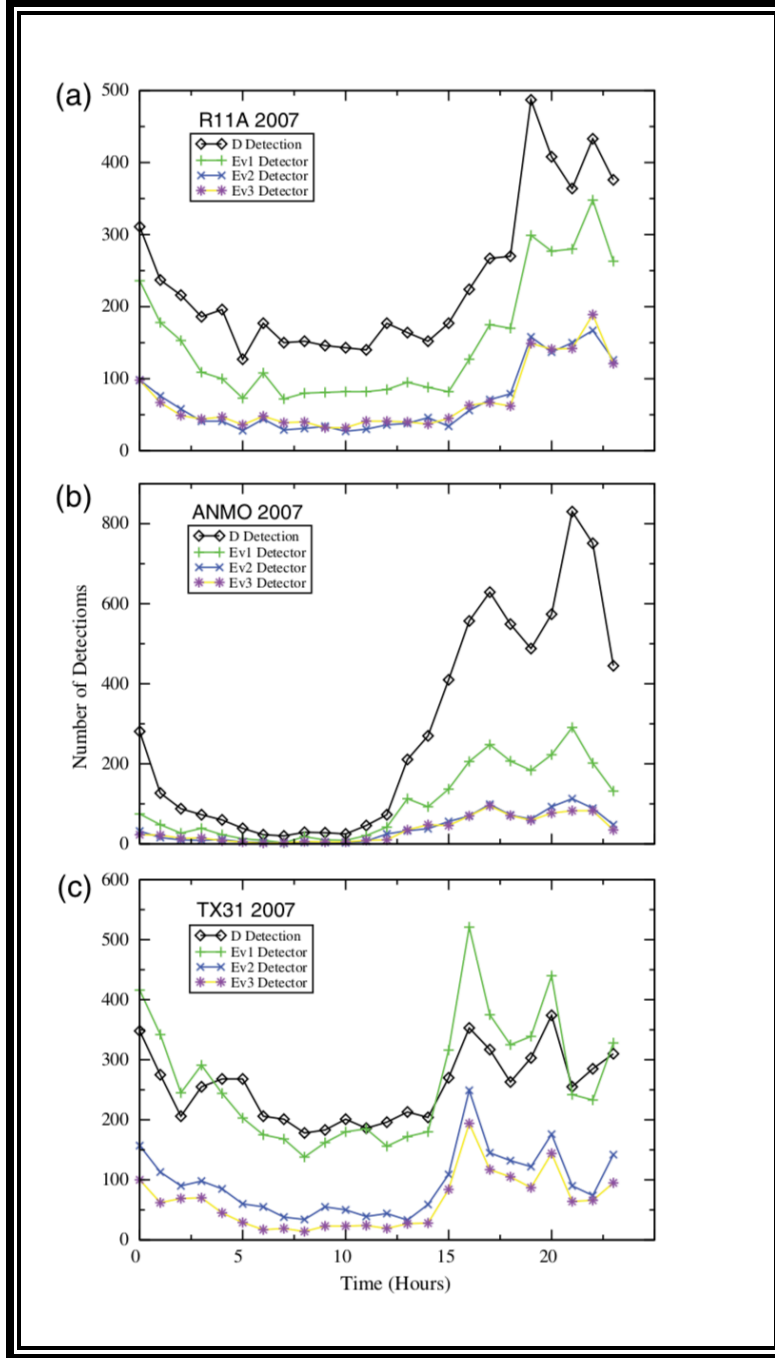 (a)
500
400
300
200
100
0
R11A 2007
D Detection
Ev1 Detector
Ev2 Detector
Ev3 Detector
(b)
800
600
400
200
0
ANMO 2007
D Detection
Ev1 Detector
Ev2 Detector
Ev3 Detector
Number of Detectioms
(c)
600
500
400
300
200
100
0
TX31 2007
D Detection
Ev1 Detector
Ev2 Detector
Ev3 Detector
0 5 10 15 20
Time (Hours)